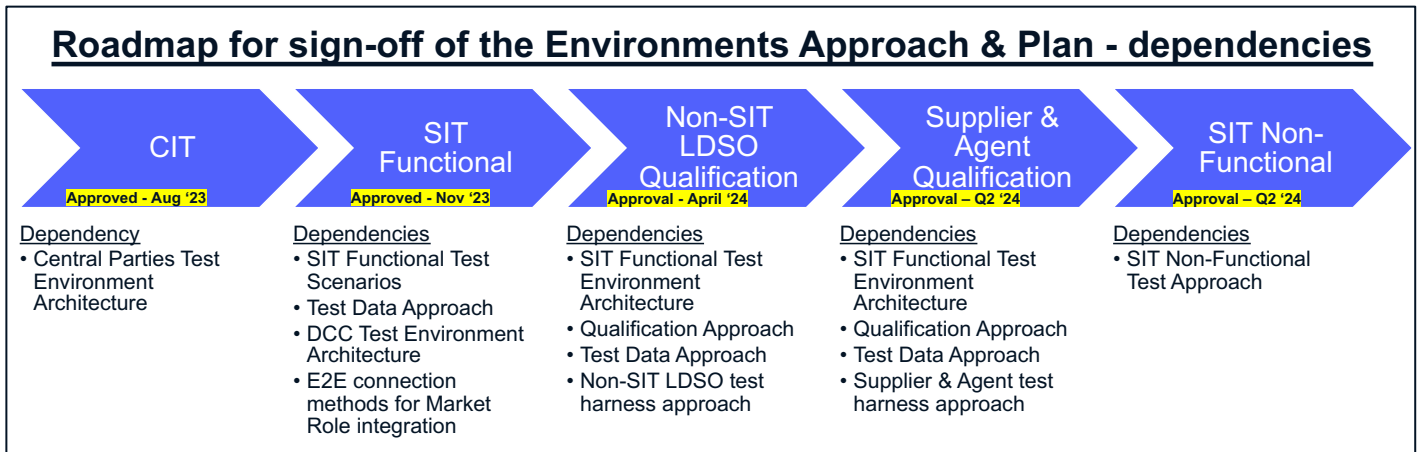 Roadmap for sign-off of the Environments Approach & Plan - dependencies
CIT
Approved - Aug ‘23
SIT
Functional
Approved - Nov ‘23
Non-SIT
LDSO
Qualification
Approval - April ‘24
Supplier &
Agent
Qualification
Approval – Q2 ‘24
SIT Non-
Functional
Approval – Q2 ‘24
Dependency
• Central Parties Test
Environment
Architecture
Dependencies
• SIT Functional Test
Scenarios
• Test Data Approach
• DCC Test Environment
Architecture
• E2E connection
methods for Market
Role integration
Dependencies
• SIT Functional Test
Environment
Architecture
• Qualification Approach
• Test Data Approach
• Non-SIT LDSO test
harness approach
Dependencies
• SIT Functional Test
Environment
Architecture
• Qualification Approach
• Test Data Approach
• Supplier & Agent test
harness approach
Dependencies
• SIT Non-Functional
Test Approach